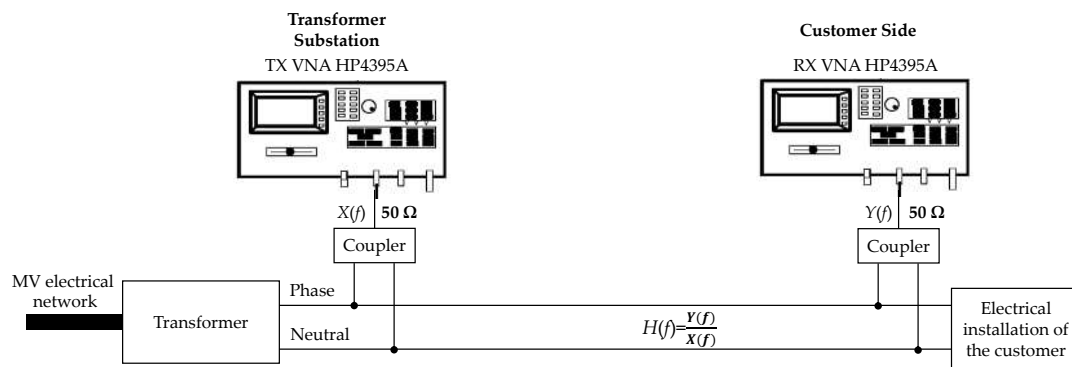 Transformer
Substation
TX VNA HP4395A
Customer Side
RX VNA HP4395A
X(f) 50 Ω
Y(f) 50 Ω
Coupler
Coupler
MV electrical
network
Transformer
Phase
Neutral
H(f)=Y(f)/X(f)
Electrical
installation of
the customer